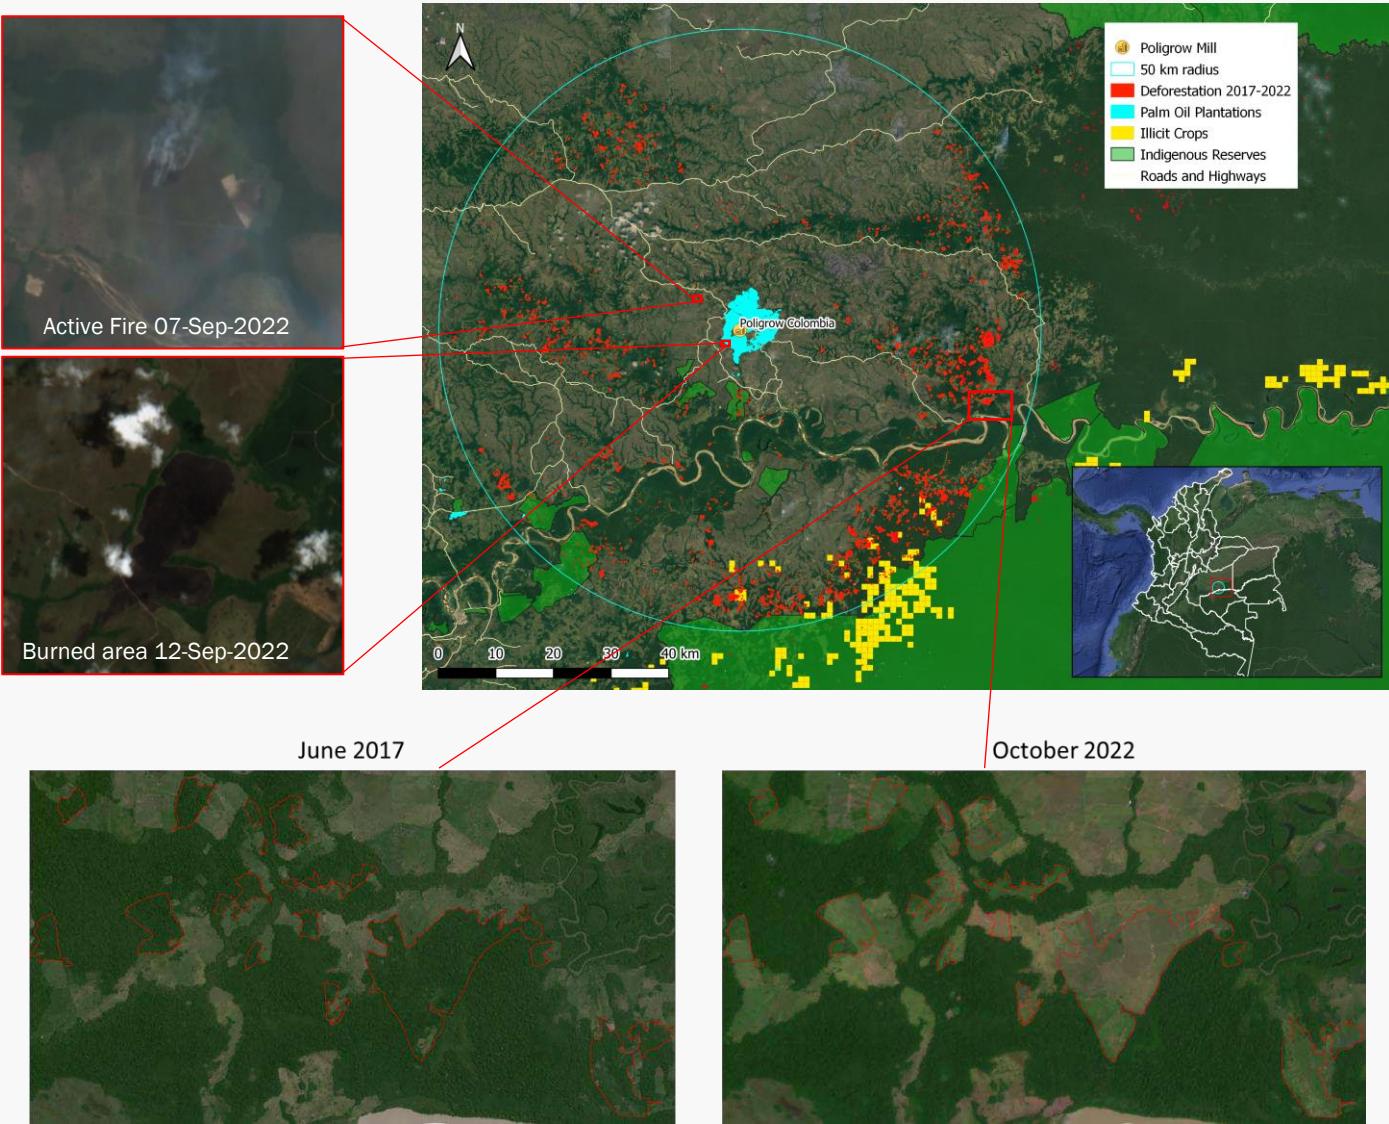 Active Fire 07-Sep-2022
Burned area 12-Sep-2022
N
Poligrow Mill
50 km radius
Deforestation 2017-2022
Palm Oil Plantations
Illicit Crops
Indigenous Reserves
Roads and Highways
Poligrow Colombia
0 10 20 30 40 km
June 2017
October 2022